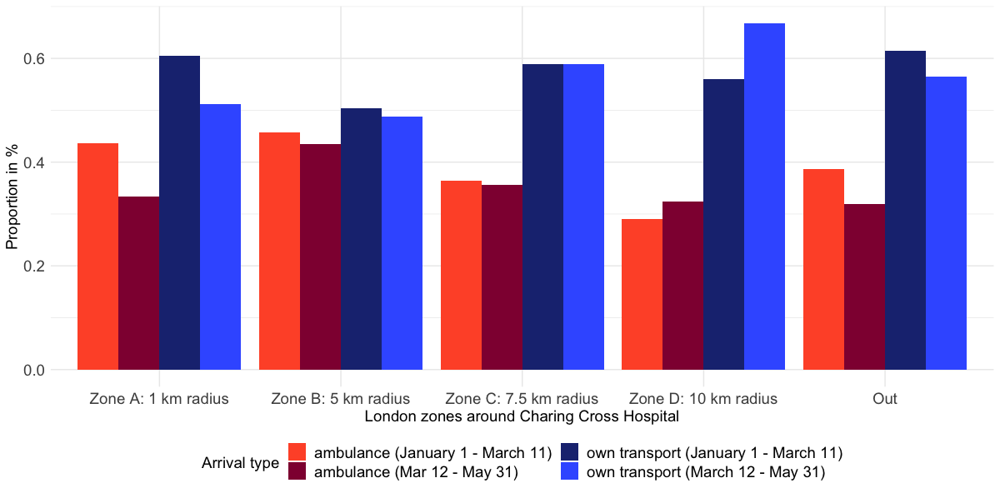 Proportion in %
0.6
0.4
0.2
0.0
Zone A: 1 km radius Zone B: 5 km radius Zone C: 7.5 km radius Zone D: 10 km radius Out
London zones around Charing Cross Hospital
Arrival type
ambulance (January 1 - March 11) own transport (January 1 - March 11)
ambulance (Mar 12 - May 31) own transport (March 12 - May 31)